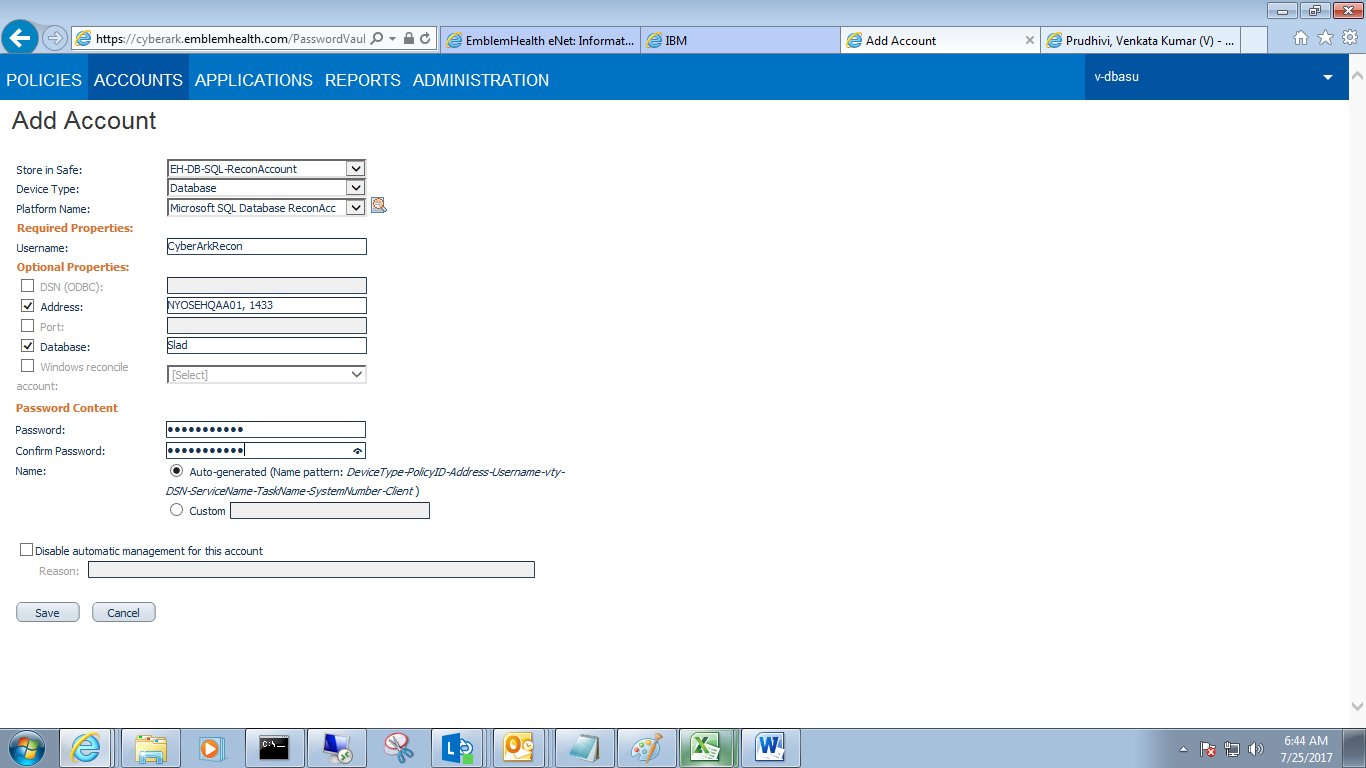 https://cyberark.emblemhealth.com/PasswordVaul
EmblemHealth eNet: Informat...
IBM
Add Account
Prudhivi, Venkata Kumar (V) - ...
POLICIES ACCOUNTS APPLICATIONS REPORTS ADMINISTRATION
v-dbasu
Add Account
Store in Safe: EH-DB-SQL-ReconAccount
Device Type: Database
Platform Name: Microsoft SQL Database ReconAcc
Required Properties:
Username: CyberArkRecon
Optional Properties:
DSN (ODBC):
Address: NYOSEHQAA01, 1433
Port:
Database: Slad
Windows reconcile account: [Select]
Password Content
Password: ●●●●●●●●●●●
Confirm Password: ●●●●●●●●●●●
Name: Auto-generated (Name pattern: DeviceType-PolicyID-Address-Username-vty-
DSN-ServiceName-TaskName-SystemNumber-Client )
Custom
Disable automatic management for this account
Reason:
Save Cancel
C:\
6:44 AM
7/25/2017